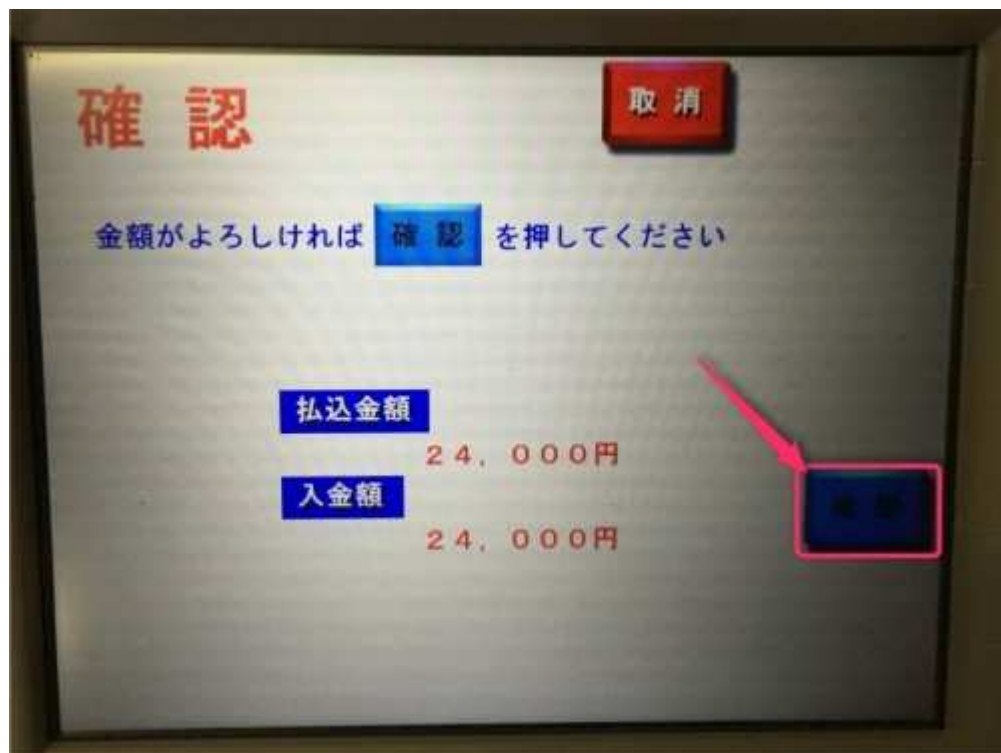 確認
取消
金額がよろしければ 確認 を押してください
払込金額
24,000円
入金額
24,000円
確認